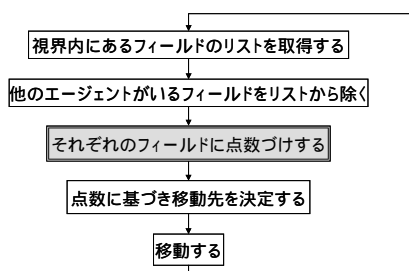 視界内にあるフィールドのリストを取得する
他のエージェントがいるフィールドをリストから除く
それぞれのフィールドに点数づけする
点数に基づき移動先を決定する
移動する